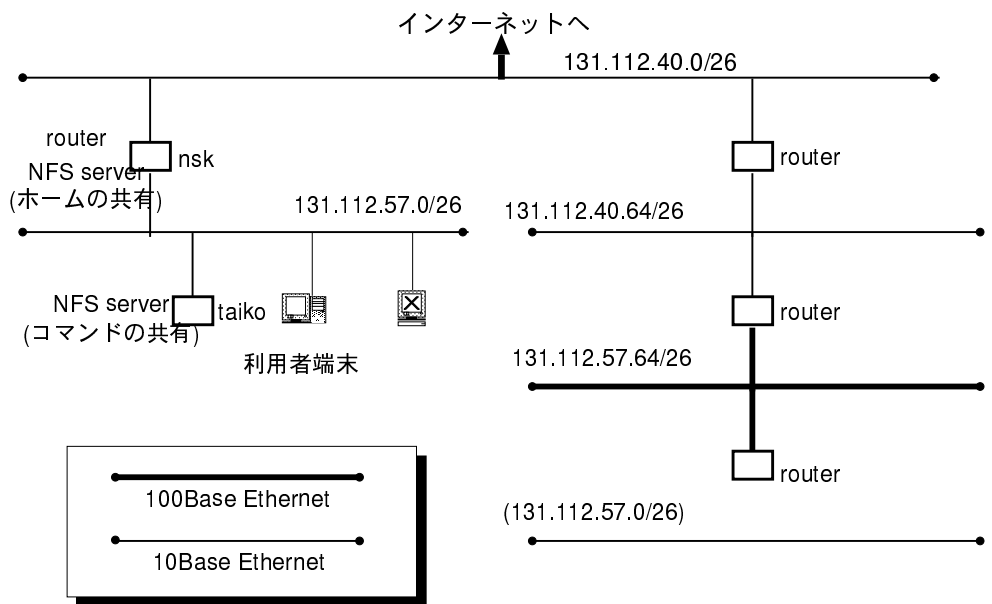 インターネットへ
131.112.40.0/26
router
nsk
NFS server
(ホームの共有)
router
131.112.57.0/26
131.112.40.64/26
NFS server
taiko
(コマンドの共有)
router
利用者端末
131.112.57.64/26
router
100Base Ethernet
(131.112.57.0/26)
10Base Ethernet